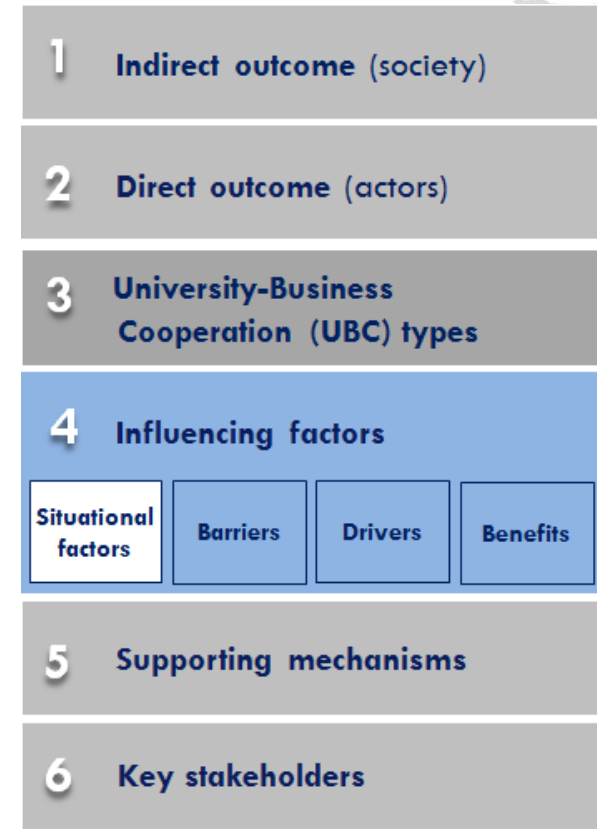 1 Indirect outcome (society)
2 Direct outcome (actors)
3 University-Business
Cooperation (UBC) types
4 Influencing factors
Situational
factors
Barriers
Drivers
Benefits
5 Supporting mechanisms
6 Key stakeholders